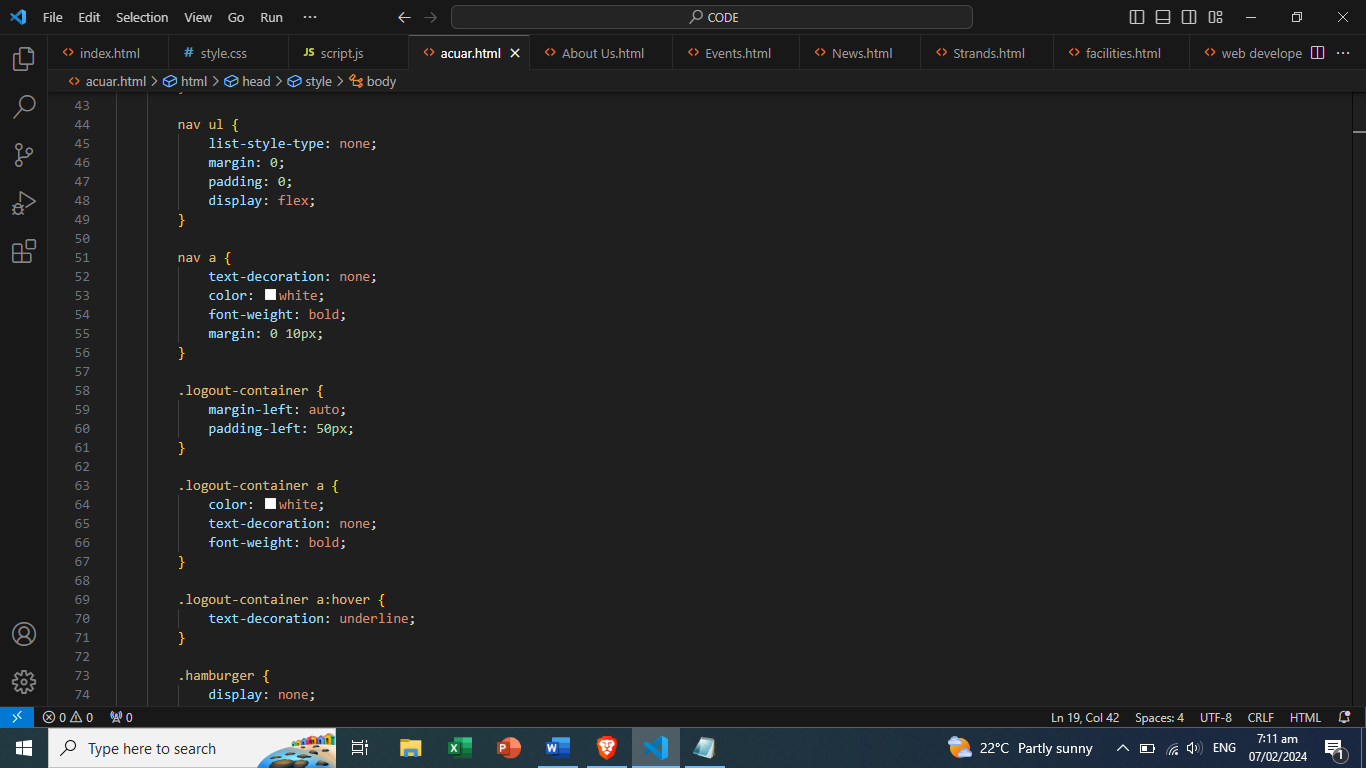 File Edit Selection View Go Run ··· CODE
index.html # style.css JS script.js acuar.html About Us.html Events.html News.html Strands.html facilities.html web develope ···
acuar.html > html > head > style > body
43
44 nav ul {
45 list-style-type: none;
46 margin: 0;
47 padding: 0;
48 display: flex;
49 }
50
51 nav a {
52 text-decoration: none;
53 color: white;
54 font-weight: bold;
55 margin: 0 10px;
56 }
57
58 .logout-container {
59 margin-left: auto;
60 padding-left: 50px;
61 }
62
63 .logout-container a {
64 color: white;
65 text-decoration: none;
66 font-weight: bold;
67 }
68
69 .logout-container a:hover {
70 text-decoration: underline;
71 }
72
73 .hamburger {
74 display: none;
0 0 0 Ln 19, Col 42 Spaces: 4 UTF-8 CRLF HTML
Type here to search 22°C Partly sunny ENG 7:11 am
07/02/2024 1